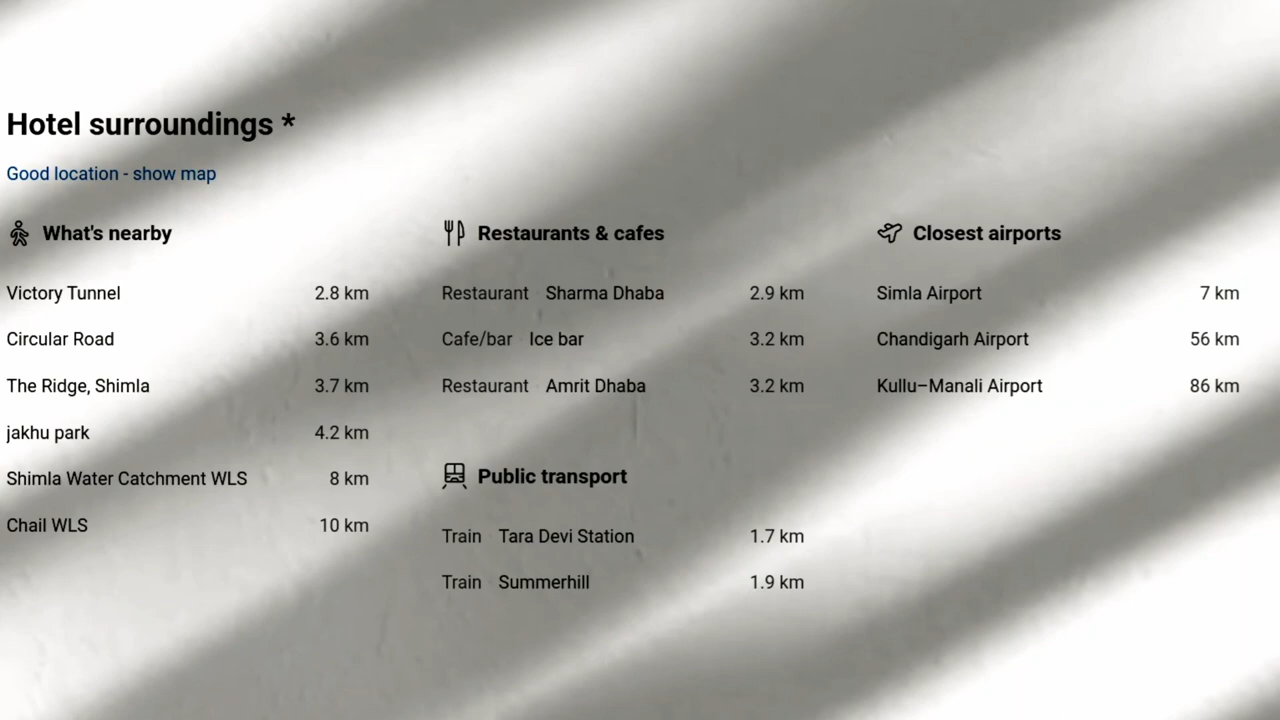 Hotel surroundings *
Good location - show map
What's nearby
Victory Tunnel 2.8 km
Circular Road 3.6 km
The Ridge, Shimla 3.7 km
jakhu park 4.2 km
Shimla Water Catchment WLS 8 km
Chail WLS 10 km
Restaurants & cafes
Restaurant Sharma Dhaba 2.9 km
Cafe/bar Ice bar 3.2 km
Restaurant Amrit Dhaba 3.2 km
Public transport
Train Tara Devi Station 1.7 km
Train Summerhill 1.9 km
Closest airports
Simla Airport 7 km
Chandigarh Airport 56 km
Kullu–Manali Airport 86 km